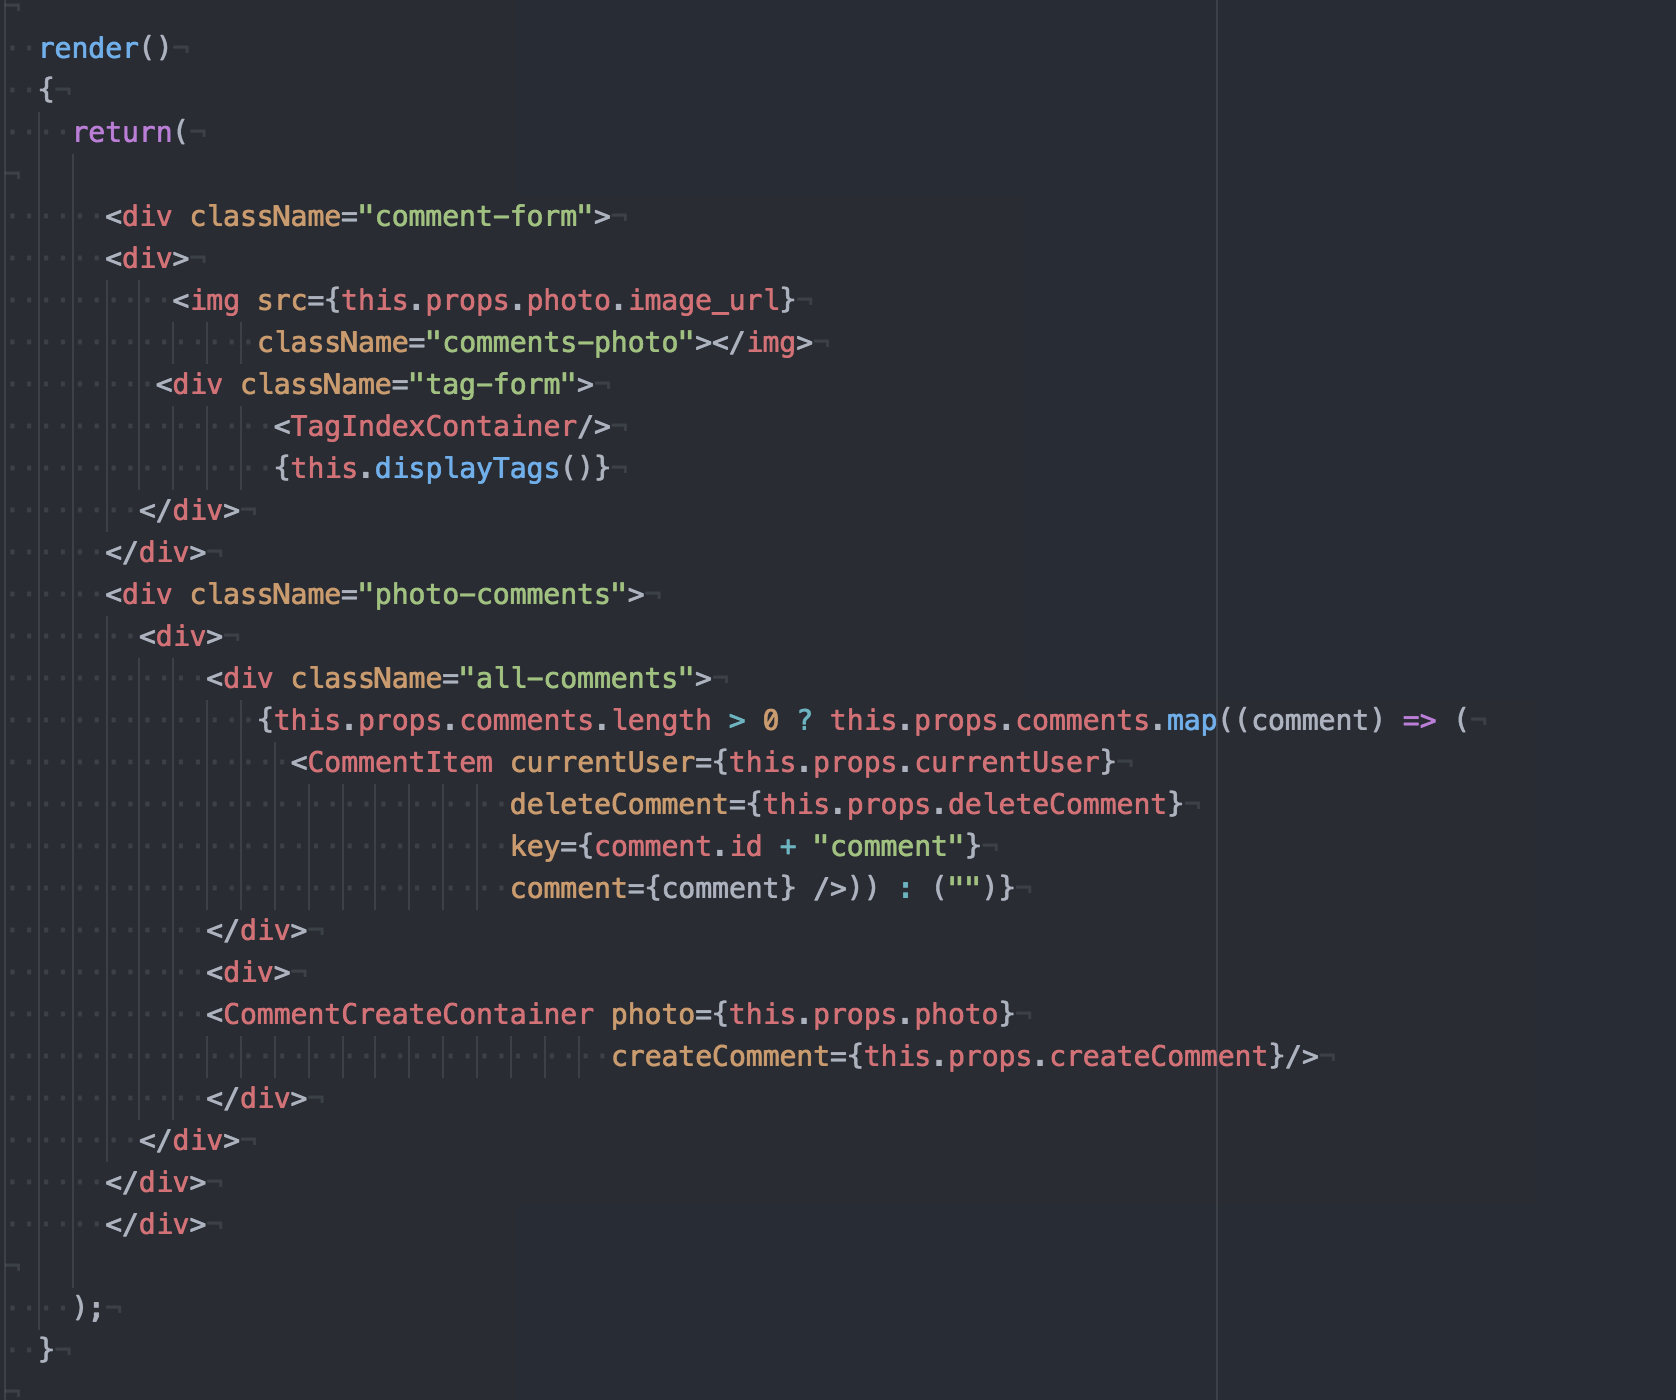 render()
{
return(
<div className="comment-form">
<div>
<img src={this.props.photo.image_url}
className="comments-photo"></img>
<div className="tag-form">
<TagIndexContainer/>
{this.displayTags()}
</div>
</div>
<div className="photo-comments">
<div>
<div className="all-comments">
{this.props.comments.length > 0 ? this.props.comments.map((comment) => (
<CommentItem currentUser={this.props.currentUser}
deleteComment={this.props.deleteComment}
key={comment.id + "comment"}
comment={comment} />)) : ("")}
</div>
<div>
<CommentCreateContainer photo={this.props.photo}
createComment={this.props.createComment}/>
</div>
</div>
</div>
</div>
);
}